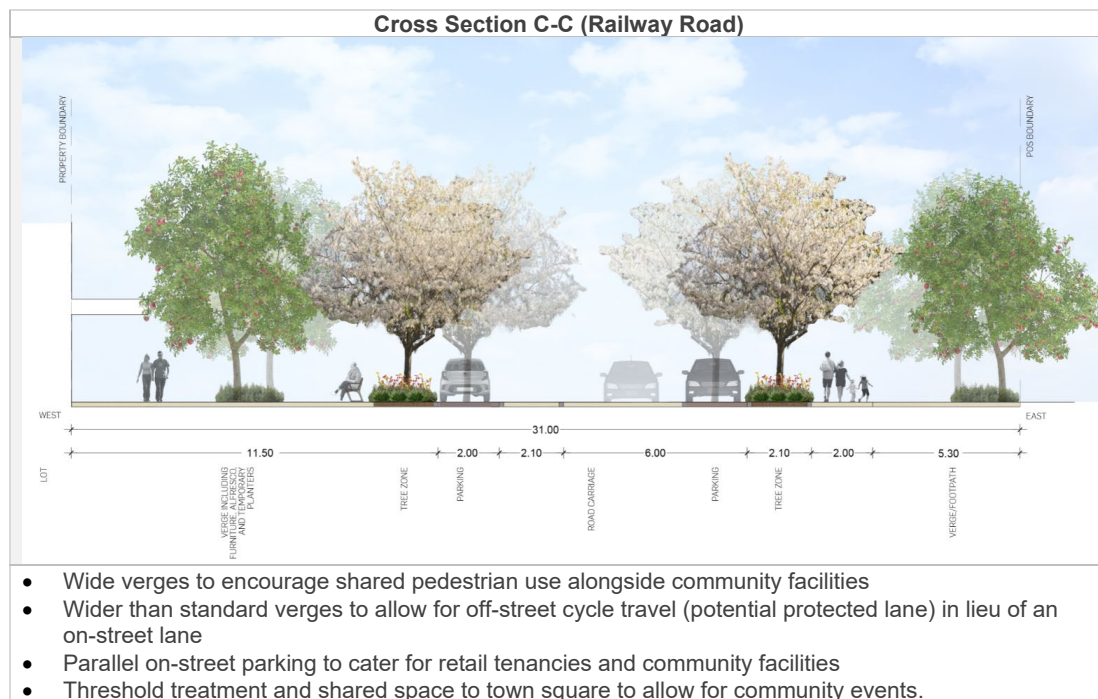 Cross Section C-C (Railway Road)
PROPERTY BOUNDARY
POS BOUNDARY
WEST
EAST
31.00
11.50
2.00
2.10
6.00
2.10
2.00
5.30
LOT
VERGE INCLUDING
FURNITURE, ALFRESCO,
AND TEMPORARY
PLANTERS
TREE ZONE
PARKING
ROAD CARRIAGE
PARKING
TREE ZONE
VERGE/FOOTPATH
• Wide verges to encourage shared pedestrian use alongside community facilities
• Wider than standard verges to allow for off-street cycle travel (potential protected lane) in lieu of an
on-street lane
• Parallel on-street parking to cater for retail tenancies and community facilities
• Threshold treatment and shared space to town square to allow for community events.